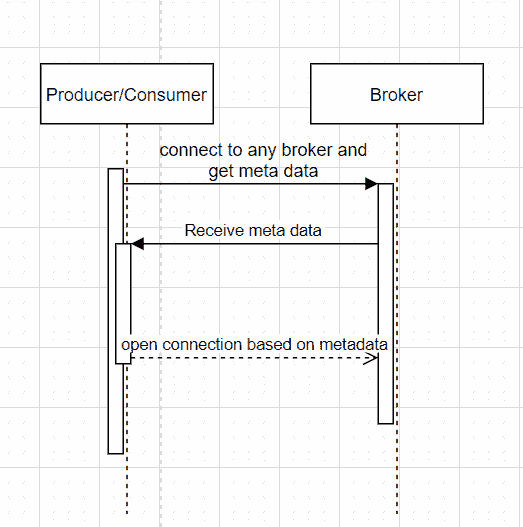 Producer/Consumer
Broker
connect to any broker and
get meta data
Receive meta data
open connection based on metadata